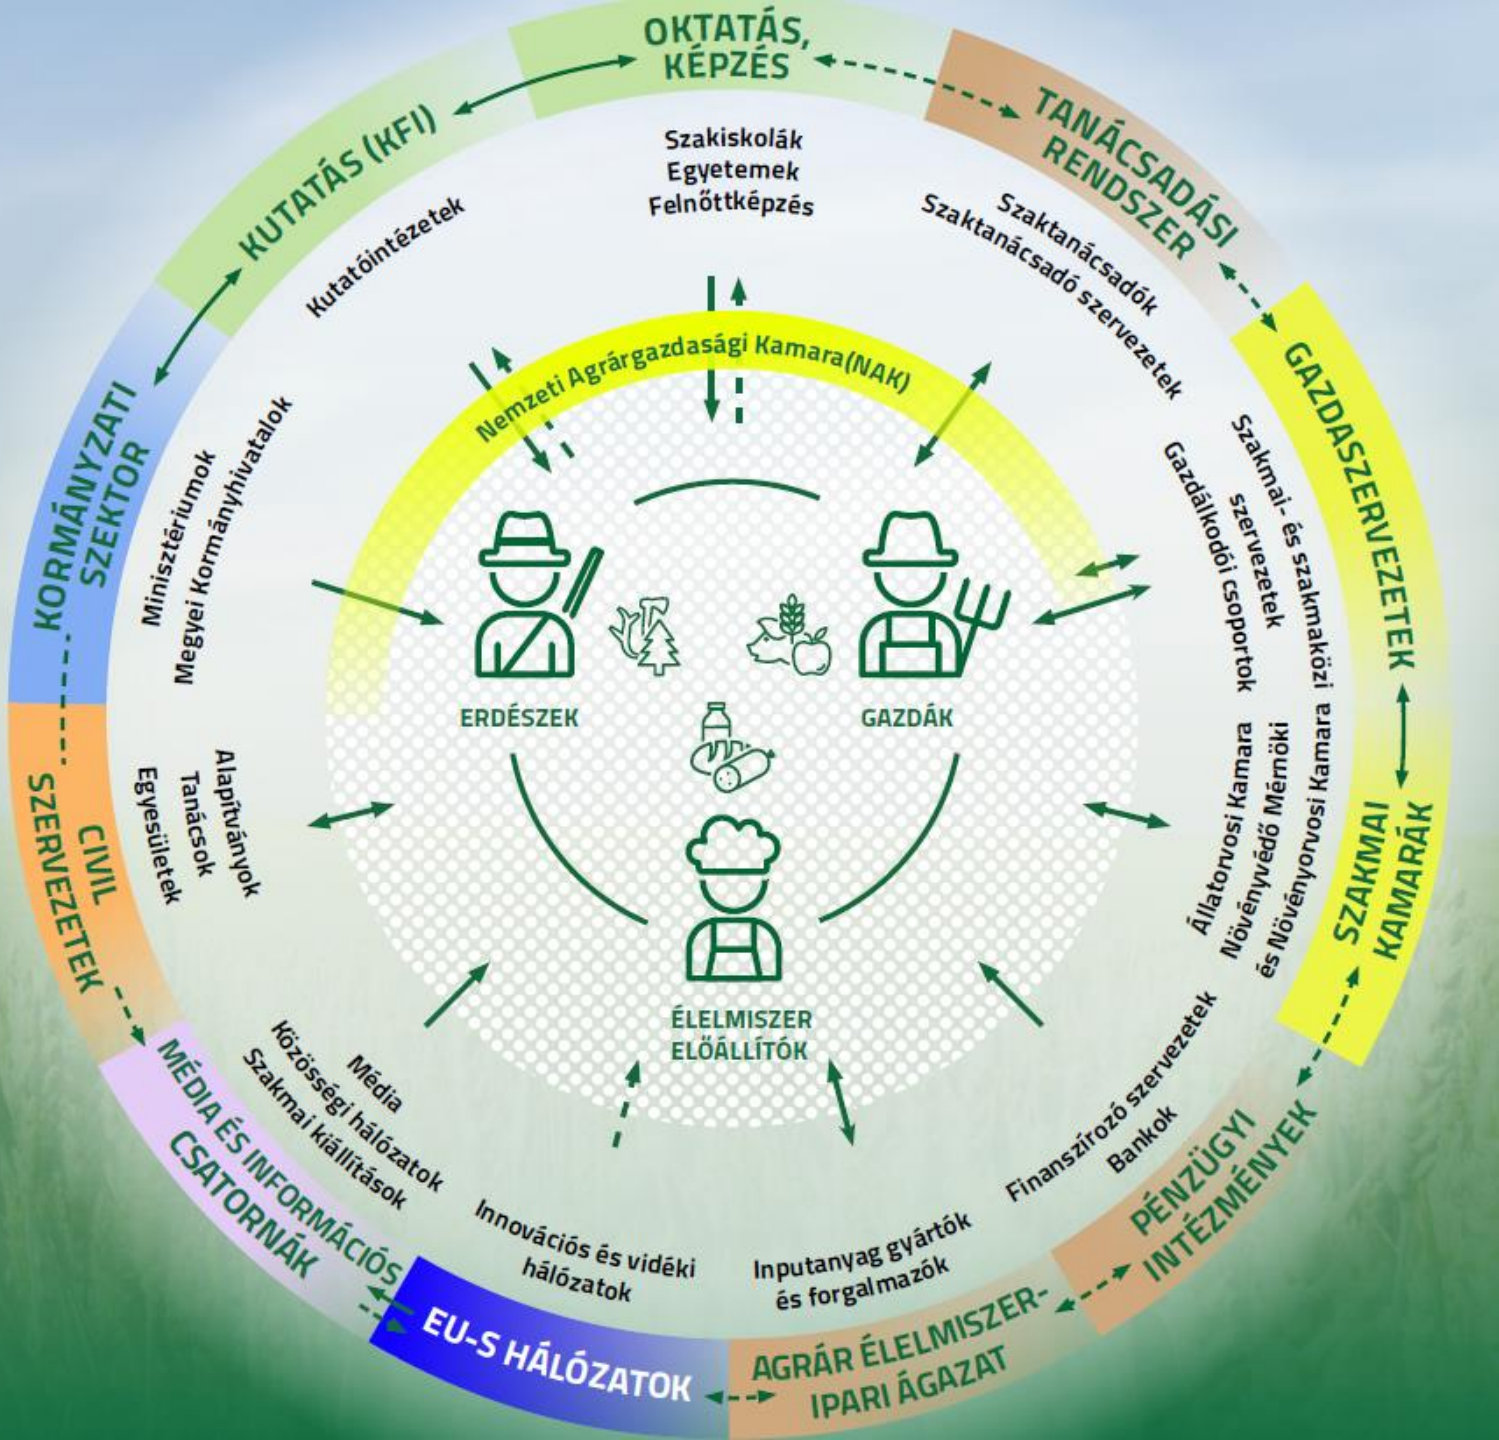 OKTATÁS,
KÉPZÉS
Szakiskolák
Egyetemek
Felnőttképzés
TANÁCSADÁSI
RENDSZER
Szaktanácsadók
Szaktanácsadó szervezetek
GAZDASZERVEZETEK
Szakmai- és szakmaközi
szervezetek
Gazdálkodói csoportok
SZAKMAI
KAMARÁK
Állatorvosi Kamara
Növényvédő Mérnöki
és Növényorvosi Kamara
PÉNZÜGYI
INTÉZMÉNYEK
Finanszírozó szervezetek
Bankok
AGRÁR ÉLELMISZER-
IPARI ÁGAZAT
Inputanyag gyártók
és forgalmazók
EU-S HÁLÓZATOK
Innovációs és vidéki
hálózatok
MÉDIA ÉS INFORMÁCIÓS
CSATORNÁK
Média
Közösségi hálózatok
Szakmai kiállítások
CIVIL
SZERVEZETEK
Alapítványok
Tanácsok
Egyesületek
KORMÁNYZATI
SZEKTOR
Minisztériumok
Megyei Kormányhivatalok
KUTATÁS (KFI)
Kutatóintézetek
Nemzeti Agrárgazdasági Kamara(NAK)
ERDÉSZEK
GAZDÁK
ÉLELMISZER
ELŐÁLLÍTÓK